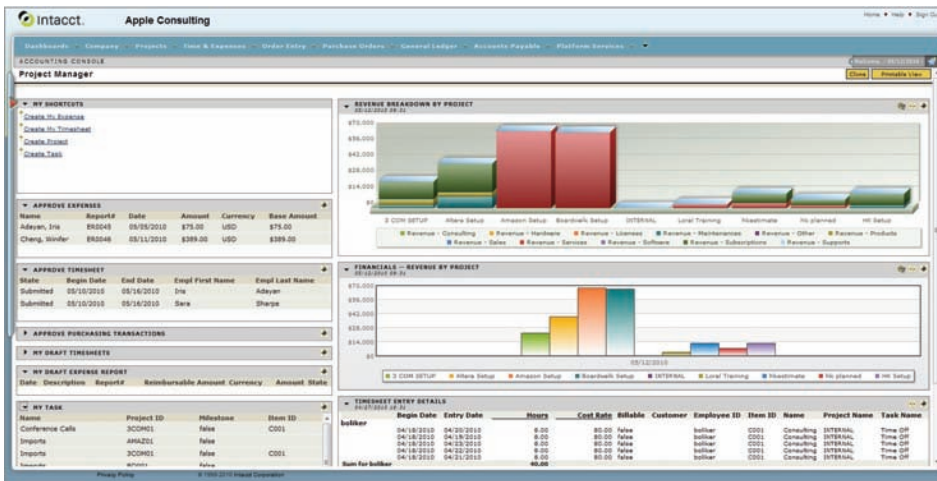 Intacct.
Apple Consulting
Home Help Sign Out
Dashboards Company Projects Time & Expenses Order Entry Purchase Orders General Ledger Accounts Payable Platform Services
ACCOUNTING CONSOLE
Project Manager
Clone Printable View
MY SHORTCUTS
Create My Expense
Create My Timesheet
Create Project
Create Task
APPROVE EXPENSES
Name Report# Date Amount Currency Base Amount
Adayan, Iris ER0045 05/05/2010 $75.00 USD $75.00
Cheng, Winifer ER0046 05/11/2010 $389.00 USD $389.00
APPROVE TIMESHEET
State Begin Date End Date Empl First Name Empl Last Name
Submitted 05/10/2010 05/16/2010 Iris Adayan
Submitted 05/10/2010 05/16/2010 Sara Sharpe
APPROVE PURCHASING TRANSACTIONS
MY DRAFT TIMESHEETS
MY DRAFT EXPENSE REPORT
Date Description Report# Reimbursable Amount Currency Amount State
MY TASK
Name Project ID Milestone Item ID
Conference Calls 3COM01 false C001
Imports AMAZ01 false
Imports 3COM01 false C001
Privacy Policy
REVENUE BREAKDOWN BY PROJECT
05/12/2010
$70,000
$56,000
$42,000
$28,000
$14,000
$0
3 COM SETUP Altera Setup Amazon Setup Boardwalk Setup INTERNAL Loral Training Nkestimate No planned HK Setup
Revenue - Consulting Revenue - Hardware Revenue - Licenses Revenue - Maintenances Revenue - Other Revenue - Products
Revenue - Sales Revenue - Services Revenue - Software Revenue - Subscriptions Revenue - Supports
FINANCIALS -- REVENUE BY PROJECT
05/12/2010
$70,000
$56,000
$42,000
$28,000
$14,000
$0
05/12/2010
3 COM SETUP Altera Setup Amazon Setup Boardwalk Setup INTERNAL Loral Training Nkestimate No planned HK Setup
TIMESHEET ENTRY DETAILS
Begin Date Entry Date Hours Cost Rate Billable Customer Employee ID Item ID Name Project Name Task Name
boliker
04/18/2010 04/20/2010 8.00 80.00 false boliker C001 Consulting INTERNAL Time Off
04/18/2010 04/19/2010 8.00 80.00 false boliker C001 Consulting INTERNAL Time Off
04/18/2010 04/23/2010 8.00 80.00 false boliker C001 Consulting INTERNAL Time Off
04/18/2010 04/22/2010 8.00 80.00 false boliker C001 Consulting INTERNAL Time Off
04/18/2010 04/21/2010 8.00 80.00 false boliker C001 Consulting INTERNAL Time Off
Sum for boliker 40.00